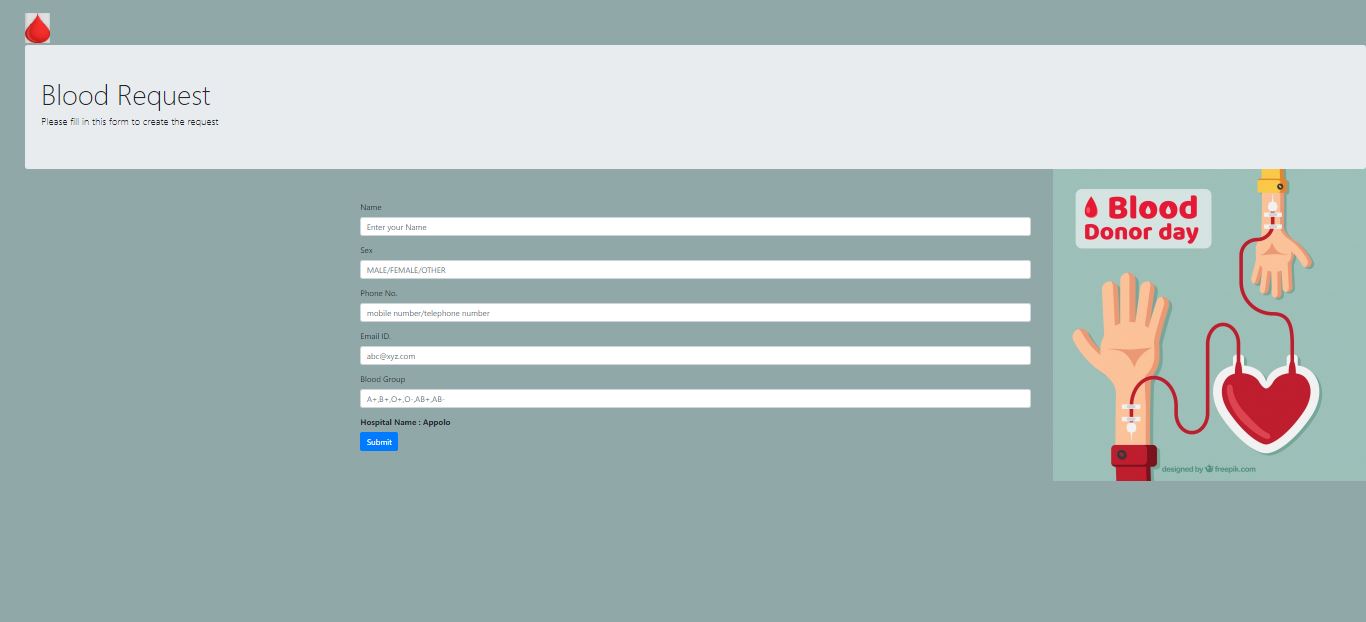 Blood Request
Please fill in this form to create the request
Name
Enter your Name
Sex
MALE/FEMALE/OTHER
Phone No.
mobile number/telephone number
Email ID
abc@xyz.com
Blood Group
A+,B+,O+,O-,AB+,AB-
Hospital Name : Appolo
Submit
Blood
Donor day
designed by freepik.com